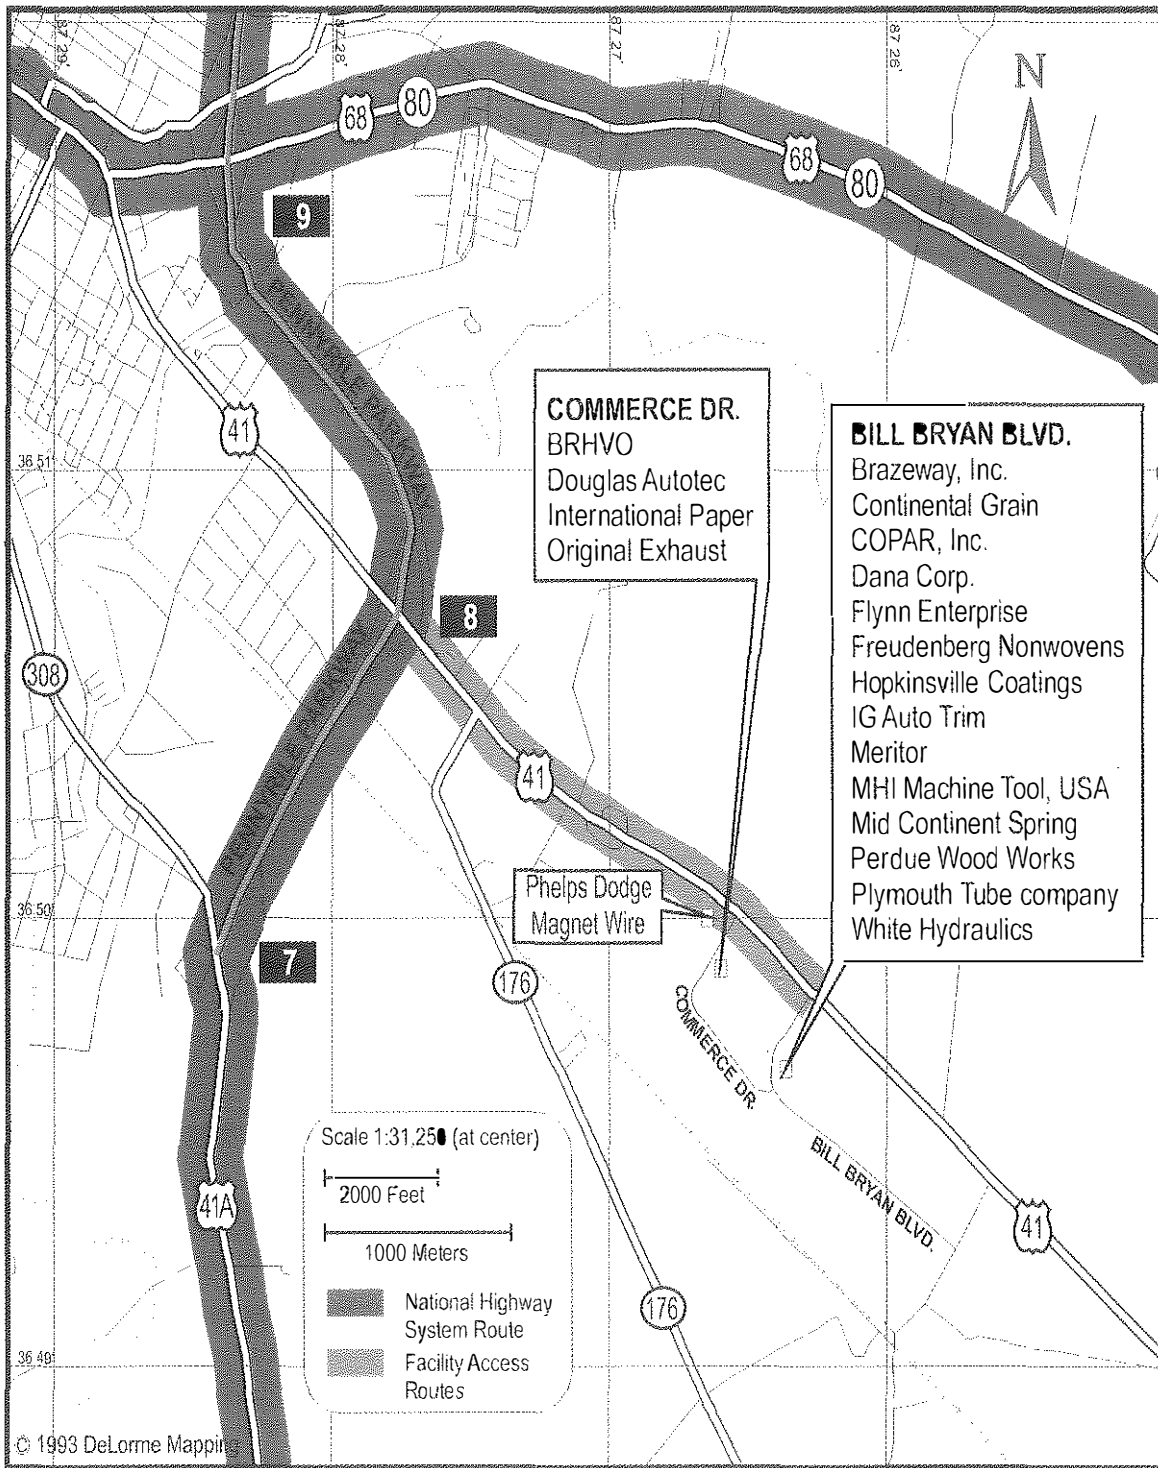 87 29'
87 28'
87 27'
87 26'
N
68
80
68
80
9
41
COMMERCE DR.
BRHVO
Douglas Autotec
International Paper
Original Exhaust
BILL BRYAN BLVD.
Brazeway, Inc.
Continental Grain
COPAR, Inc.
Dana Corp.
Flynn Enterprise
Freudenberg Nonwovens
Hopkinsville Coatings
IG Auto Trim
Meritor
MHI Machine Tool, USA
Mid Continent Spring
Perdue Wood Works
Plymouth Tube company
White Hydraulics
36 51'
8
308
41
Phelps Dodge
Magnet Wire
36 50'
7
176
COMMERCE DR.
BILL BRYAN BLVD.
Scale 1:31,250 (at center)
2000 Feet
1000 Meters
National Highway
System Route
Facility Access
Routes
41A
41
176
36 49'
© 1993 DeLorme Mapping